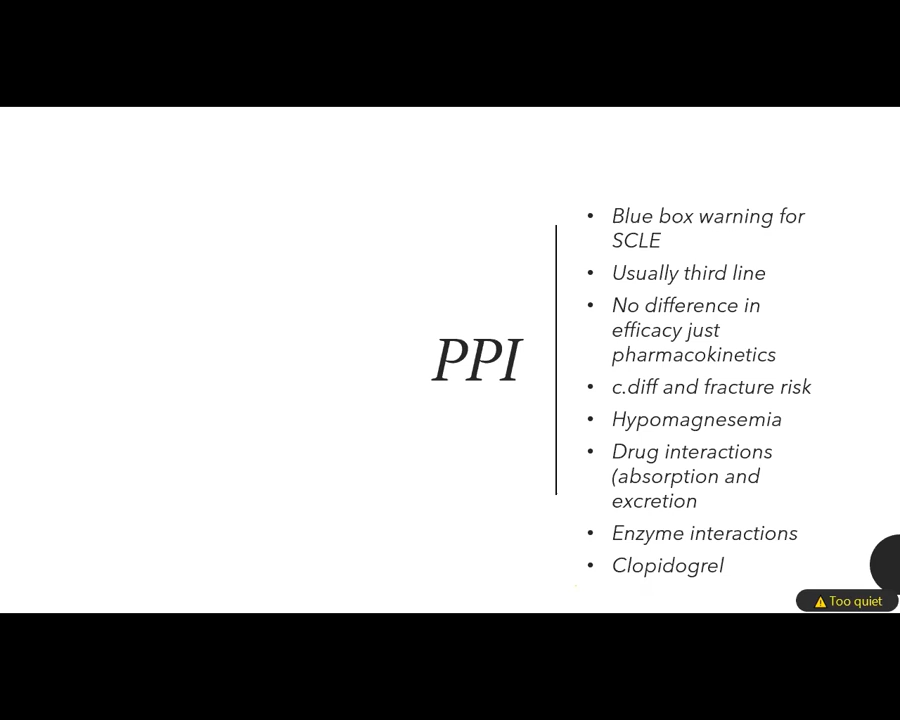 PPI
• Blue box warning for
SCLE
• Usually third line
• No difference in
efficacy just
pharmacokinetics
• c.diff and fracture risk
• Hypomagnesemia
• Drug interactions
(absorption and
excretion
• Enzyme interactions
• Clopidogrel
Too quiet